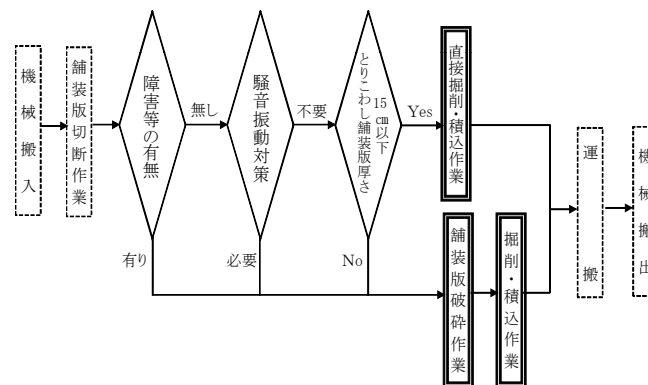 機械搬入
舗装版切断作業
障害等の有無
無し
有り
騒音振動対策
不要
必要
とりこわし舗装版厚さ
15㎝以下
Yes
No
直接掘削・積込作業
舗装版破砕作業
掘削・積込作業
運搬
機械搬出